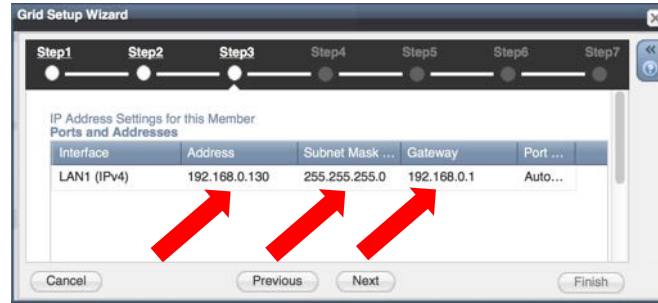 Grid Setup Wizard
Step1 Step2 Step3 Step4 Step5 Step6 Step7
IP Address Settings for this Member
Ports and Addresses
Interface Address Subnet Mask ... Gateway Port ...
LAN1 (IPv4) 192.168.0.130 255.255.255.0 192.168.0.1 Auto...
Cancel Previous Next Finish